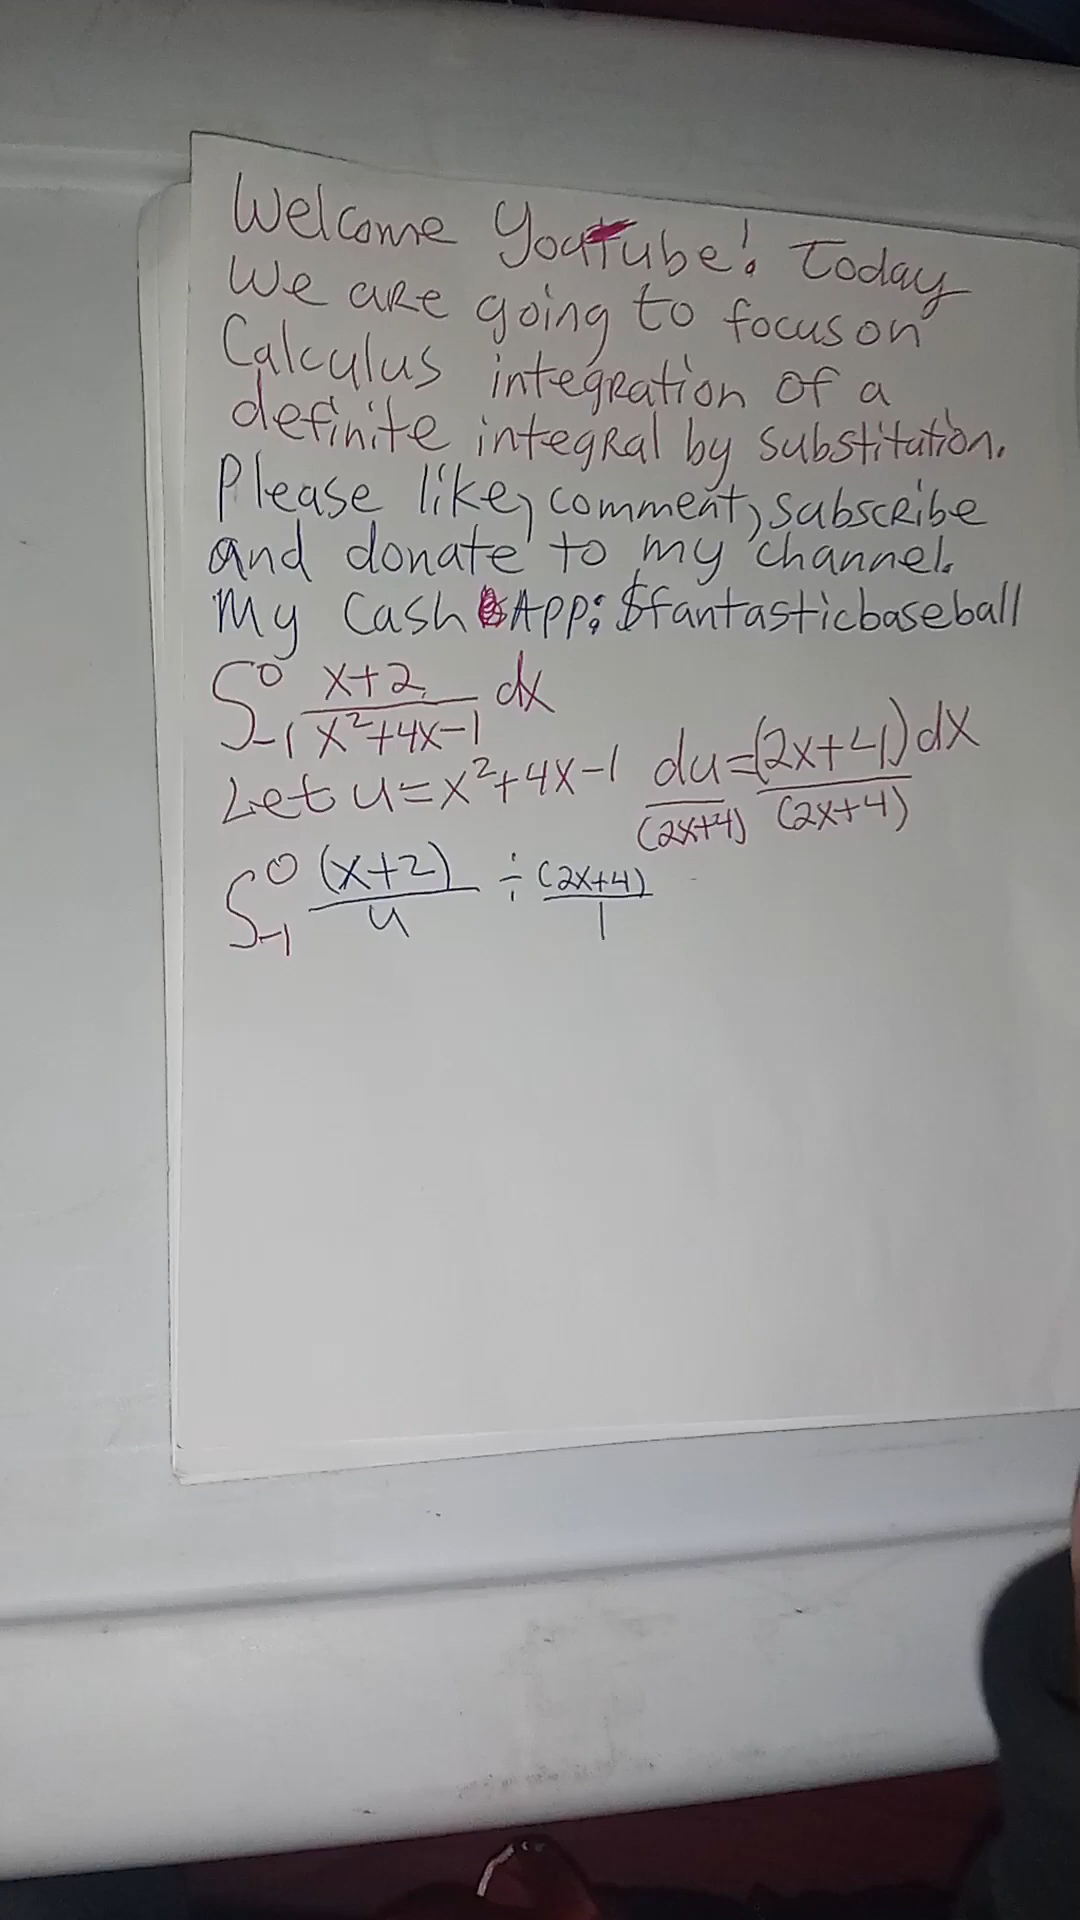 Welcome YouTube! Today
We are going to focus on
Calculus integration of a
definite integral by substitution.
Please like, comment, subscribe
and donate to my channel.
My Cash App: $fantasticbaseball
∫₋₁⁰ (x+2)/(x²+4x-1) dx
Let u=x²+4x-1 du/(2x+4)=(2x+4)dx/(2x+4)
∫₋₁⁰ (x+2)/u ÷ (2x+4)/1